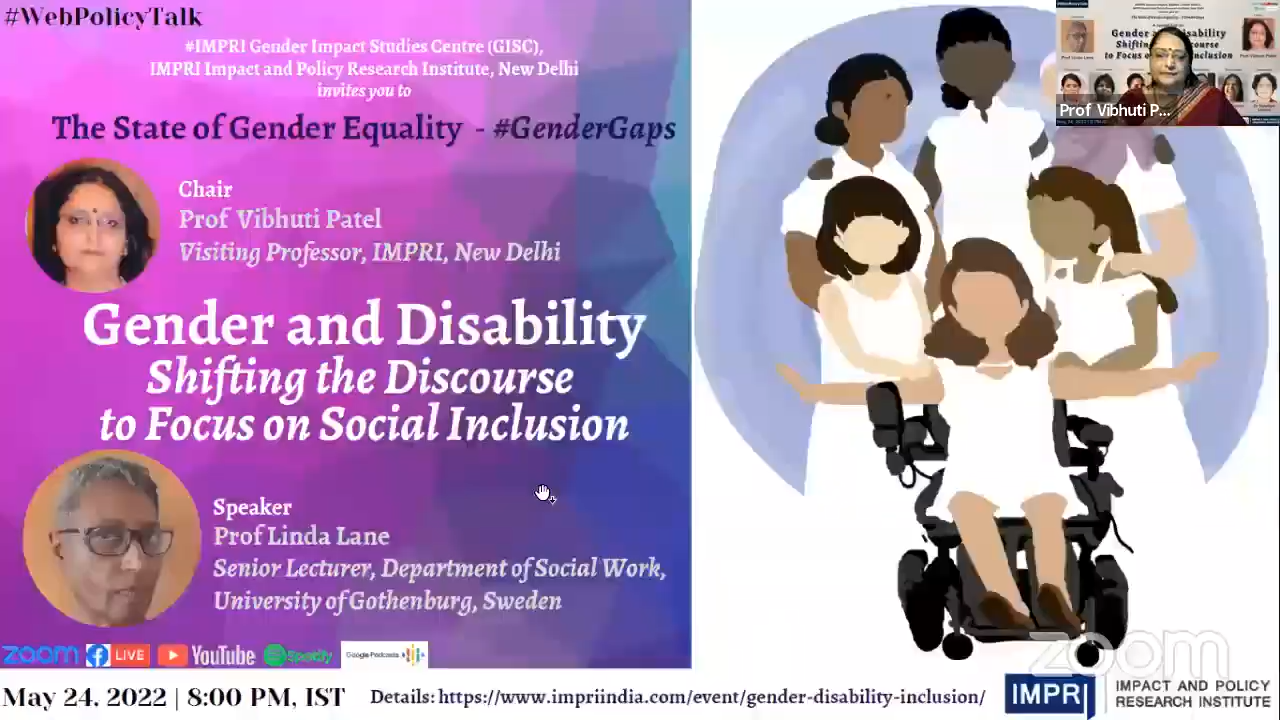 #WebPolicyTalk
#IMPRI Gender Impact Studies Centre (GISC),
IMPRI Impact and Policy Research Institute, New Delhi
invites you to
The State of Gender Equality - #GenderGaps
Chair
Prof Vibhuti Patel
Visiting Professor, IMPRI, New Delhi
Gender and Disability
Shifting the Discourse
to Focus on Social Inclusion
Speaker
Prof Linda Lane
Senior Lecturer, Department of Social Work,
University of Gothenburg, Sweden
zoom LIVE YouTube Spotify Google Podcasts
May 24, 2022 | 8:00 PM, IST
Details: https://www.impriindia.com/event/gender-disability-inclusion/
IMPRI IMPACT AND POLICY
RESEARCH INSTITUTE
zoom
Prof Vibhuti P...